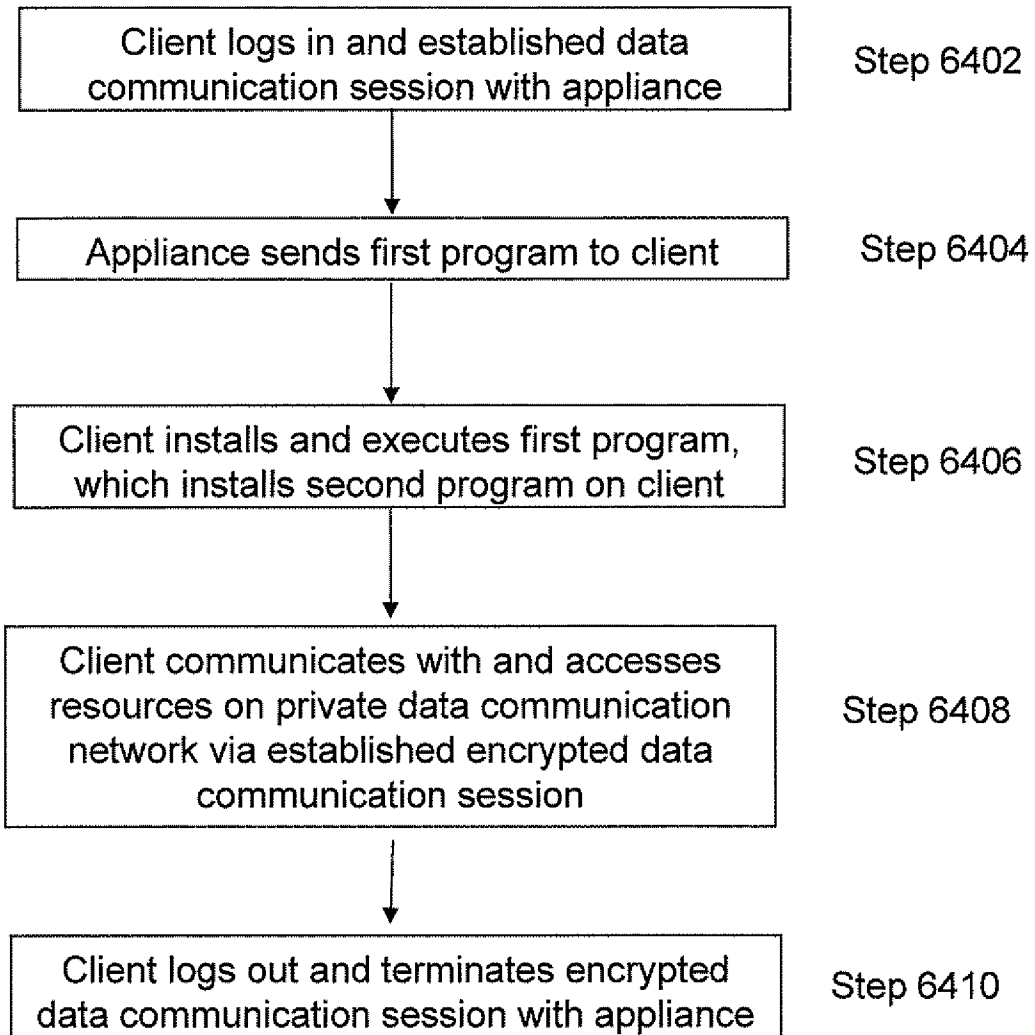 Client logs in and established data
communication session with appliance
Step 6402
Appliance sends first program to client
Step 6404
Client installs and executes first program,
which installs second program on client
Step 6406
Client communicates with and accesses
resources on private data communication
network via established encrypted data
communication session
Step 6408
Client logs out and terminates encrypted
data communication session with appliance
Step 6410